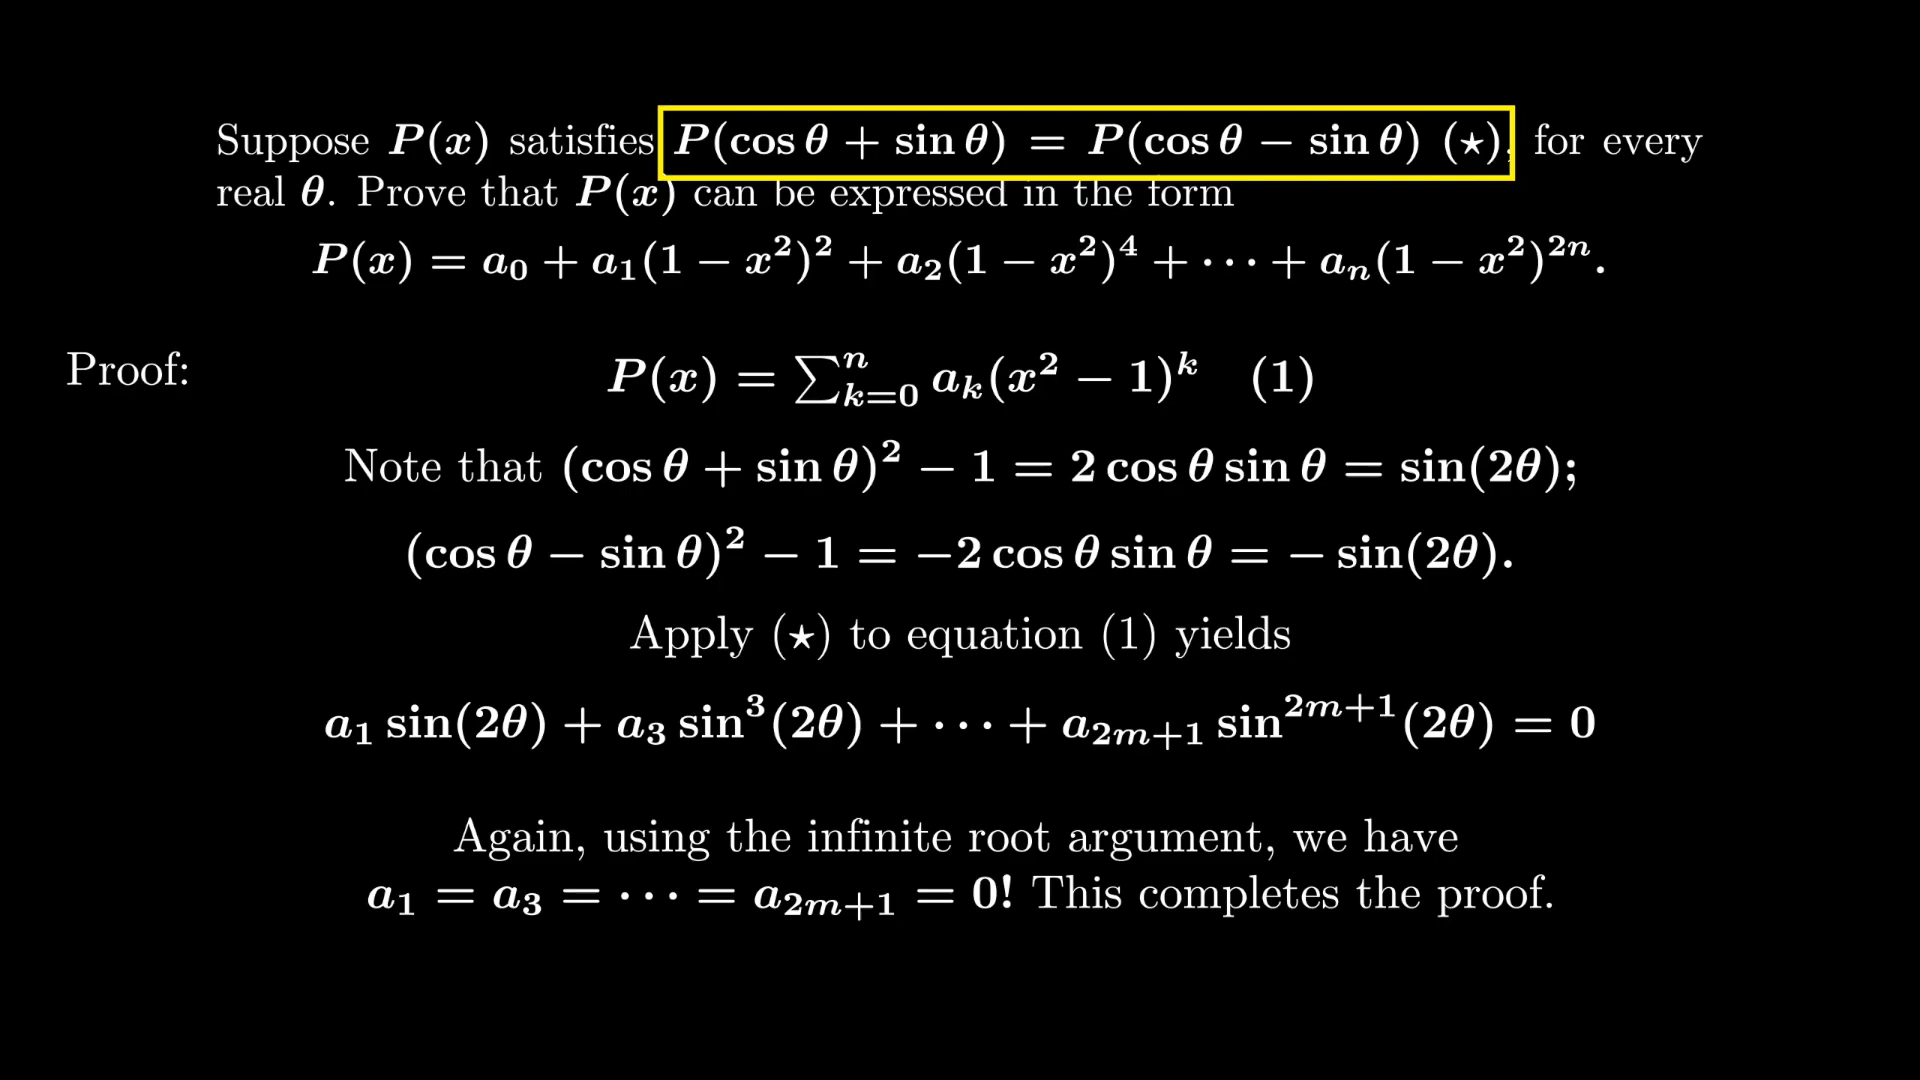 Suppose P(x) satisfies P(cos θ + sin θ) = P(cos θ − sin θ) (⋆), for every
real θ. Prove that P(x) can be expressed in the form
P(x) = a₀ + a₁(1 − x²)² + a₂(1 − x²)⁴ + ⋯ + aₙ(1 − x²)²ⁿ.
Proof: P(x) = ∑ⁿₖ₌₀ aₖ(x² − 1)ᵏ (1)
Note that (cos θ + sin θ)² − 1 = 2 cos θ sin θ = sin(2θ);
(cos θ − sin θ)² − 1 = −2 cos θ sin θ = − sin(2θ).
Apply (⋆) to equation (1) yields
a₁ sin(2θ) + a₃ sin³(2θ) + ⋯ + a₂ₘ₊₁ sin²ᵐ⁺¹(2θ) = 0
Again, using the infinite root argument, we have
a₁ = a₃ = ⋯ = a₂ₘ₊₁ = 0! This completes the proof.